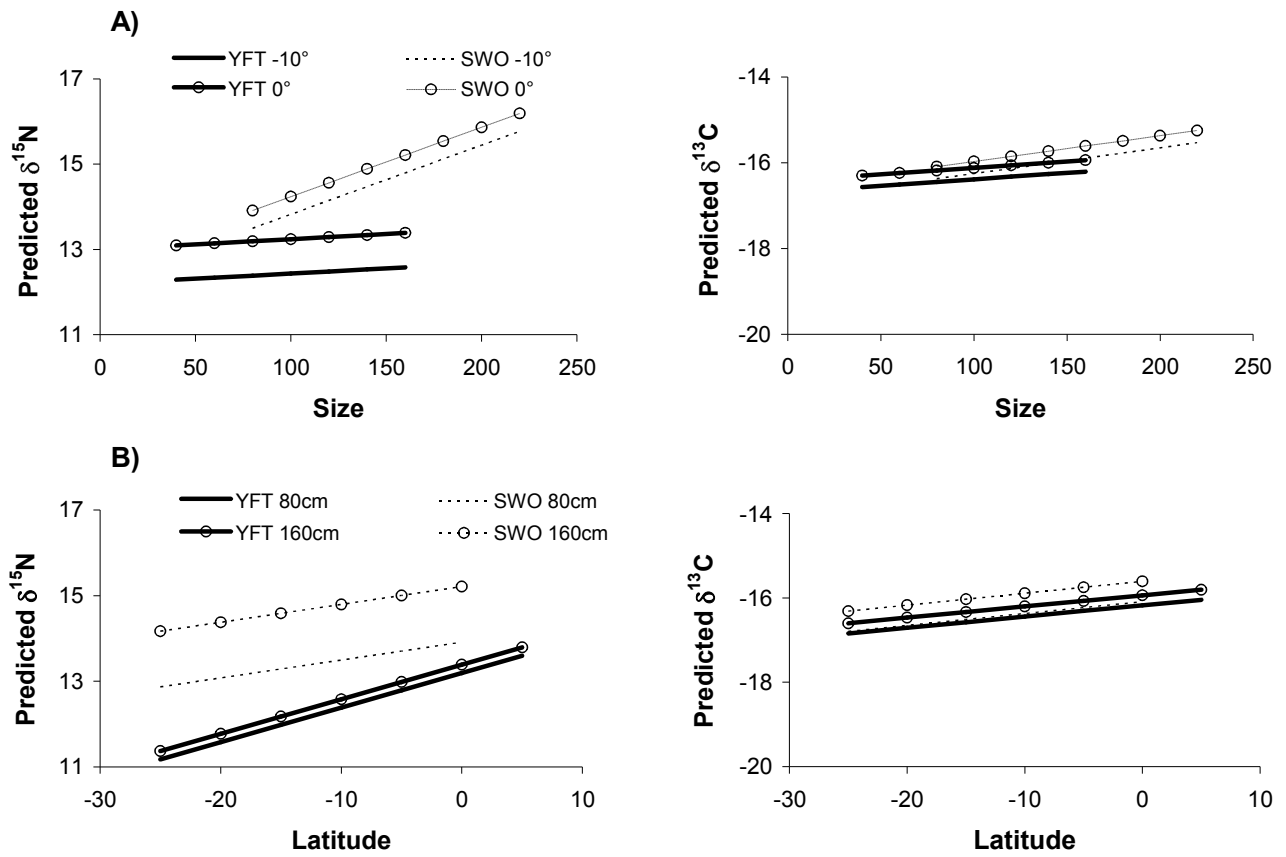 A)
YFT -10°
SWO -10°
YFT 0°
SWO 0°
17
15
13
11
Predicted δ15N
0 50 100 150 200 250
Size
-14
-16
-18
-20
Predicted δ13C
0 50 100 150 200 250
Size
B)
YFT 80cm
SWO 80cm
YFT 160cm
SWO 160cm
17
15
13
11
Predicted δ15N
-30 -20 -10 0 10
Latitude
-14
-16
-18
-20
Predicted δ13C
-30 -20 -10 0 10
Latitude